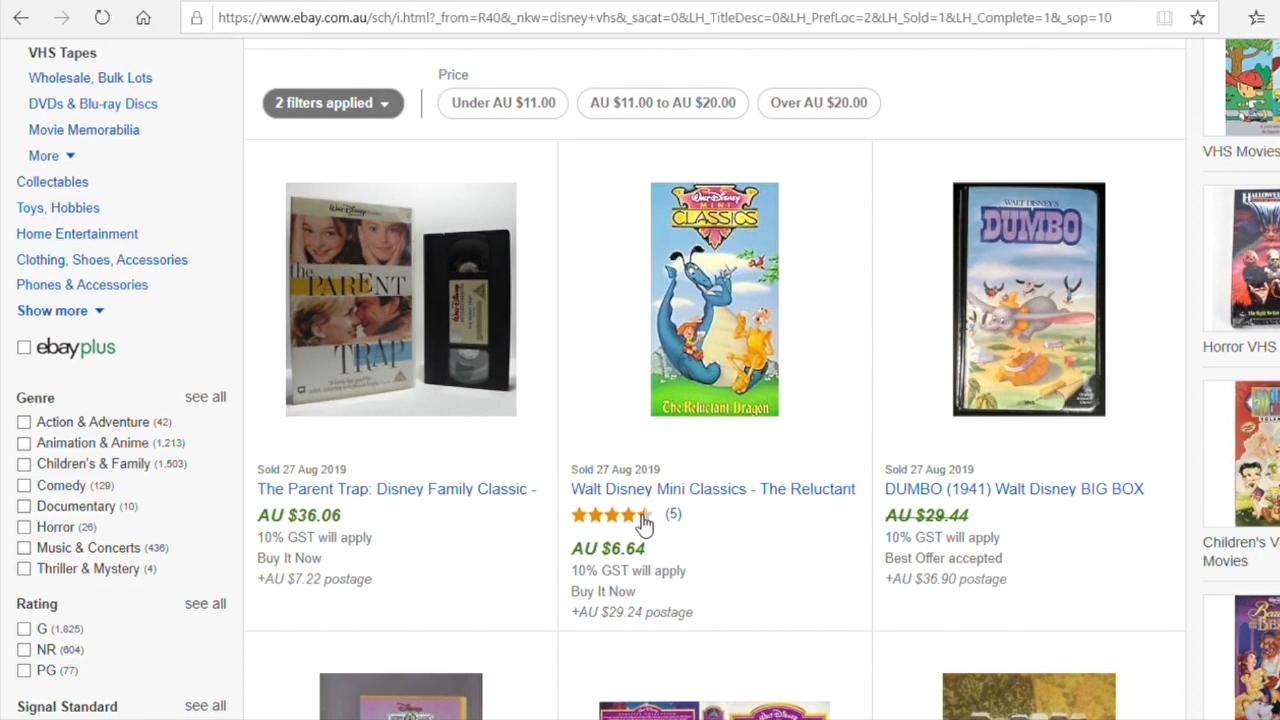 https://www.ebay.com.au/sch/i.html?_from=R40&_nkw=disney+vhs&_sacat=0&LH_TitleDesc=0&LH_PrefLoc=2&LH_Sold=1&LH_Complete=1&_sop=10
VHS Tapes
Wholesale, Bulk Lots
DVDs & Blu-ray Discs
Movie Memorabilia
More
Collectables
Toys, Hobbies
Home Entertainment
Clothing, Shoes, Accessories
Phones & Accessories
Show more
ebayplus
Genre see all
Action & Adventure (42)
Animation & Anime (1,213)
Children's & Family (1,503)
Comedy (129)
Documentary (10)
Horror (26)
Music & Concerts (436)
Thriller & Mystery (4)
Rating see all
G (1,825)
NR (604)
PG (77)
Signal Standard see all
Price
2 filters applied
Under AU $11.00
AU $11.00 to AU $20.00
Over AU $20.00
the PARENT
TRAP
Sold 27 Aug 2019
The Parent Trap: Disney Family Classic -
AU $36.06
10% GST will apply
Buy It Now
+AU $7.22 postage
Walt Disney
MINI
CLASSICS
The Reluctant Dragon
Sold 27 Aug 2019
Walt Disney Mini Classics - The Reluctant
(5)
AU $6.64
10% GST will apply
Buy It Now
+AU $29.24 postage
WALT DISNEY'S
DUMBO
Sold 27 Aug 2019
DUMBO (1941) Walt Disney BIG BOX
AU $29.44
10% GST will apply
Best Offer accepted
+AU $36.90 postage
VHS Movies
Horror VHS
Children's V
Movies